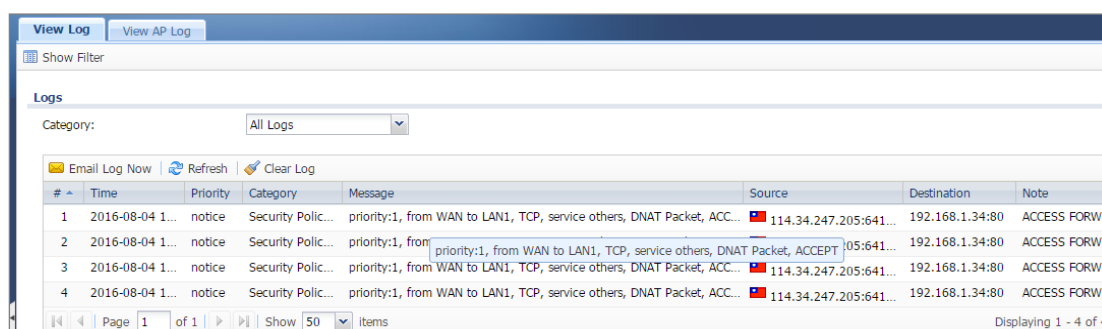 View Log View AP Log
Show Filter
Logs
Category: All Logs
Email Log Now Refresh Clear Log
# Time Priority Category Message Source Destination Note
1 2016-08-04 1... notice Security Polic... priority:1, from WAN to LAN1, TCP, service others, DNAT Packet, ACC... 114.34.247.205:641... 192.168.1.34:80 ACCESS FORW
2 2016-08-04 1... notice Security Polic... priority:1, from 05:641... 192.168.1.34:80 ACCESS FORW
priority:1, from WAN to LAN1, TCP, service others, DNAT Packet, ACCEPT
3 2016-08-04 1... notice Security Polic... priority:1, from WAN to LAN1, TCP, service others, DNAT Packet, ACC... 114.34.247.205:641... 192.168.1.34:80 ACCESS FORW
4 2016-08-04 1... notice Security Polic... priority:1, from WAN to LAN1, TCP, service others, DNAT Packet, ACC... 114.34.247.205:641... 192.168.1.34:80 ACCESS FORW
Page 1 of 1 Show 50 items Displaying 1 - 4 of